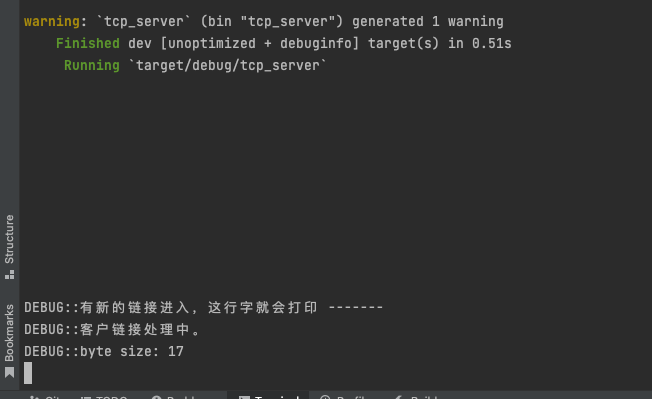 warning: `tcp_server` (bin "tcp_server") generated 1 warning
Finished dev [unoptimized + debuginfo] target(s) in 0.51s
Running `target/debug/tcp_server`
Structure
Bookmarks
DEBUG::有新的链接进入, 这行字就会打印 -------
DEBUG::客户链接处理中。
DEBUG::byte size: 17